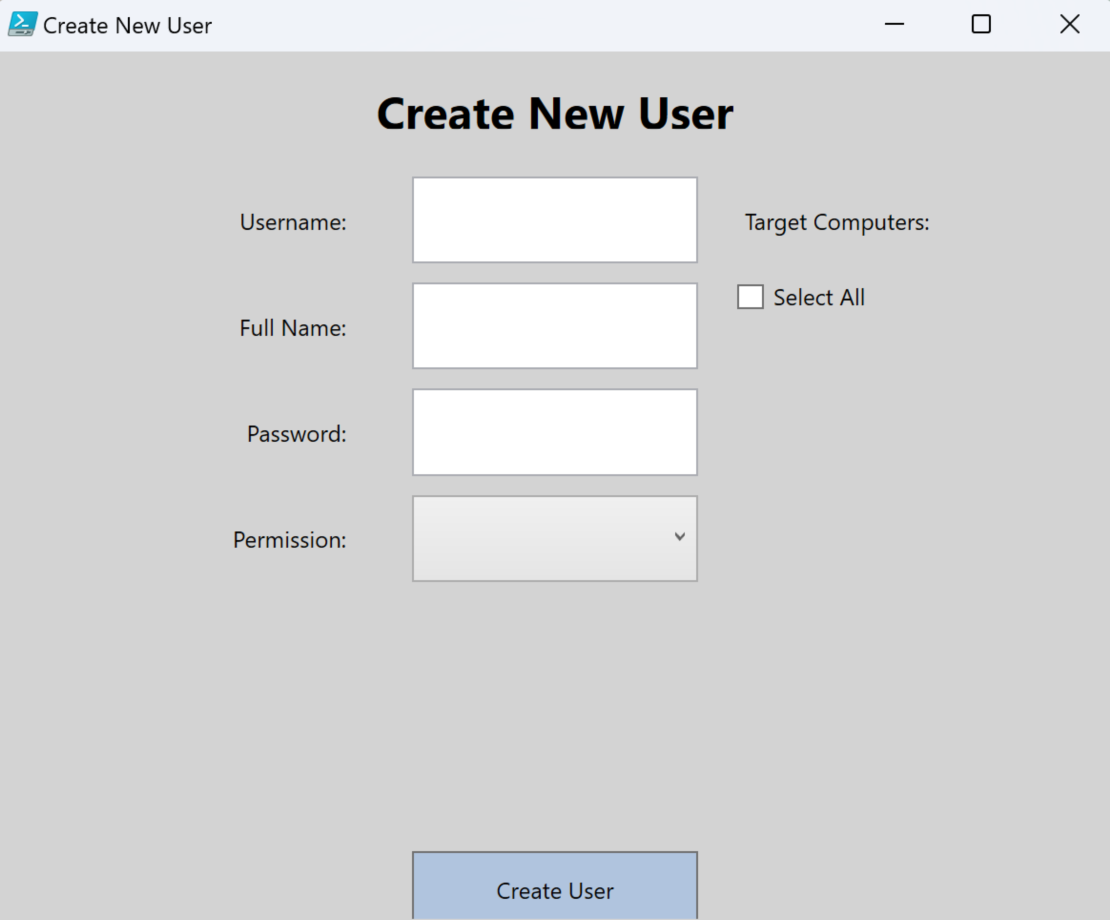 Create New User
Create New User
Username:
Target Computers:
Select All
Full Name:
Password:
Permission:
Create User